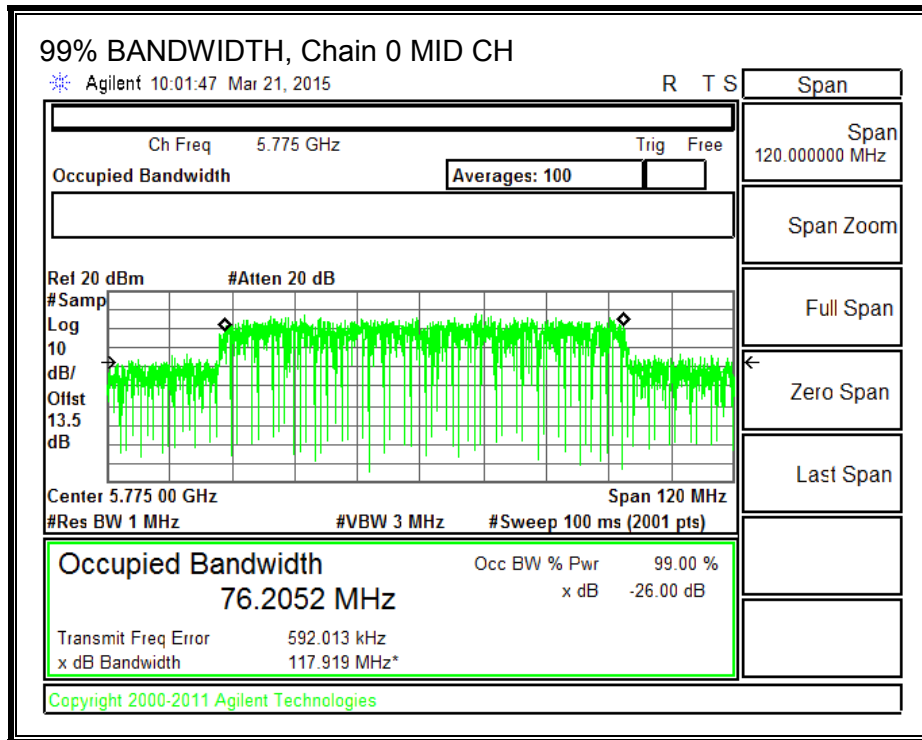 99% BANDWIDTH, Chain 0 MID CH
Agilent 10:01:47 Mar 21, 2015 R T S
Span
Ch Freq 5.775 GHz Trig Free
Span
120.000000 MHz
Occupied Bandwidth Averages: 100
Span Zoom
Ref 20 dBm #Atten 20 dB
#Samp
Log
10
dB/
Offst
13.5
dB
Full Span
Zero Span
Last Span
Center 5.775 00 GHz Span 120 MHz
#Res BW 1 MHz #VBW 3 MHz #Sweep 100 ms (2001 pts)
Occupied Bandwidth Occ BW % Pwr 99.00 %
76.2052 MHz x dB -26.00 dB
Transmit Freq Error 592.013 kHz
x dB Bandwidth 117.919 MHz*
Copyright 2000-2011 Agilent Technologies